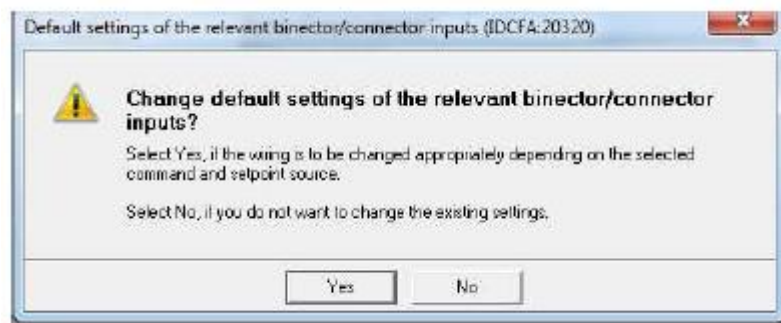 Default settings of the relevant binector/connector inputs (IDCFA:20320)
Change default settings of the relevant binector/connector
inputs?
Select Yes, if the wiring is to be changed appropriately depending on the selected
command and setpoint source.
Select No, if you do not want to change the existing settings.
Yes
No